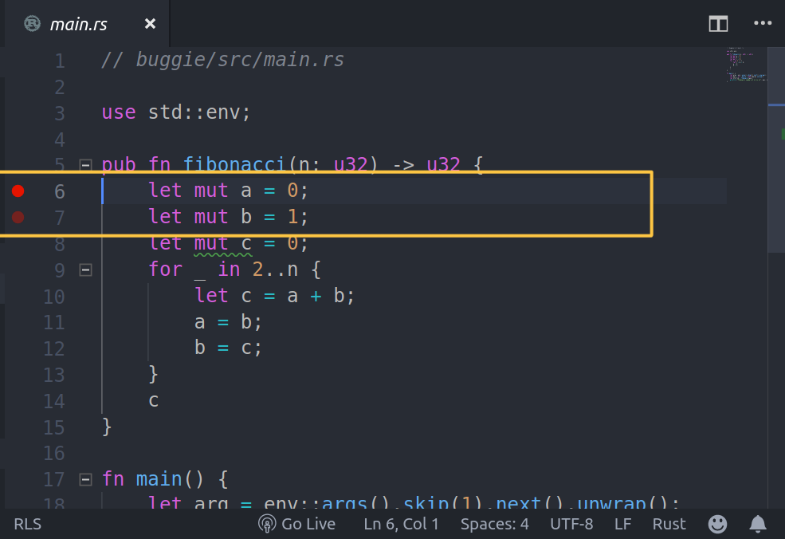 main.rs
1 // buggie/src/main.rs
2
3 use std::env;
4
5 pub fn fibonacci(n: u32) -> u32 {
6 let mut a = 0;
7 let mut b = 1;
8 let mut c = 0;
9 for _ in 2..n {
10 let c = a + b;
11 a = b;
12 b = c;
13 }
14 c
15 }
16
17 fn main() {
18 let arg = env::args().skip(1).next().unwrap();
RLS Go Live Ln 6, Col 1 Spaces: 4 UTF-8 LF Rust